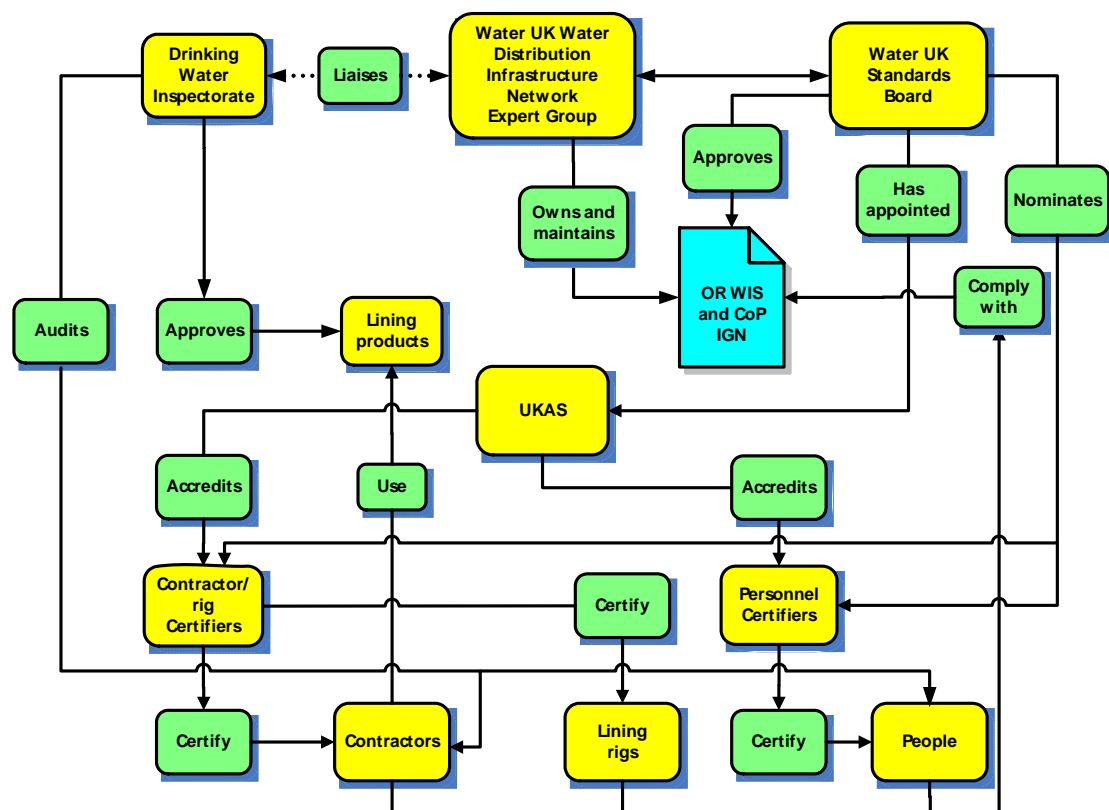 Drinking
Water
Inspectorate
Liaises
Water UK Water
Distribution
Infrastructure
Network
Expert Group
Water UK
Standards
Board
Approves
Has
appointed
Nominates
Owns and
maintains
Audits
Approves
Lining
products
OR WIS
and CoP
IGN
Comply
with
UKAS
Accredits
Use
Accredits
Contractor/
rig
Certifiers
Certify
Personnel
Certifiers
Certify
Contractors
Lining
rigs
Certify
People